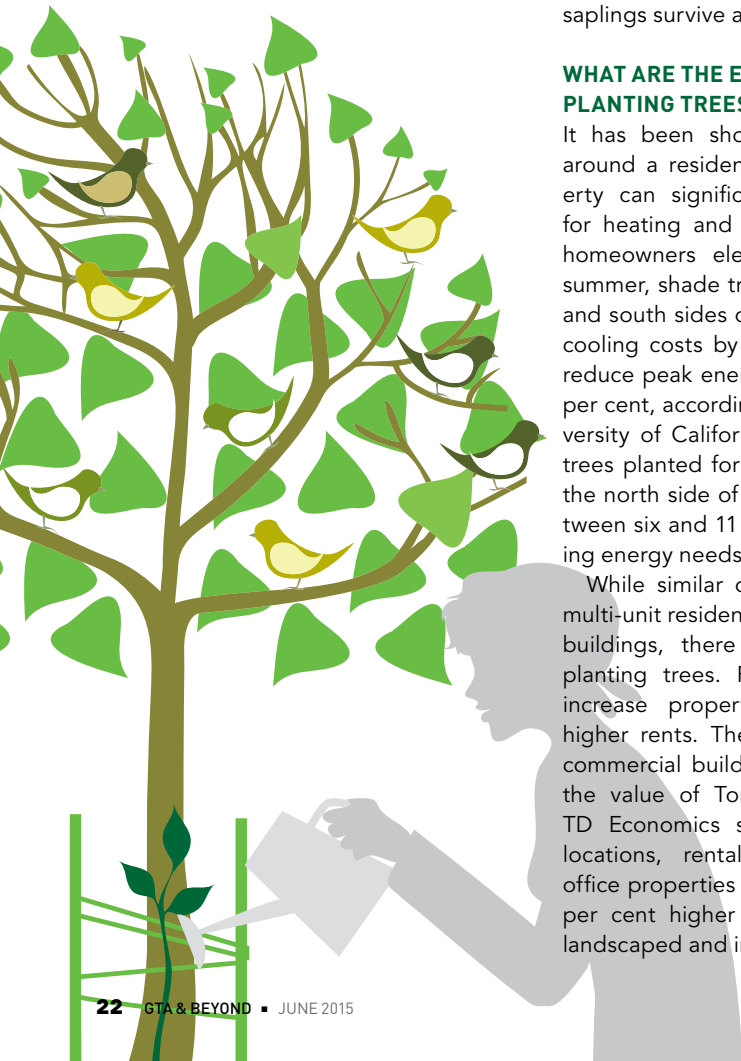 saplings survive a
WHAT ARE THE E
PLANTING TREES
It has been sho
around a residen
erty can signific
for heating and
homeowners ele
summer, shade tr
and south sides o
cooling costs by
reduce peak ener
per cent, accordin
versity of Califor
trees planted for
the north side of
tween six and 11
ing energy needs
While similar c
multi-unit residen
buildings, there
planting trees. F
increase propert
higher rents. The
commercial build
the value of Tor
TD Economics s
locations, rental
office properties
per cent higher
landscaped and i
22 GTA & BEYOND ▪ JUNE 2015